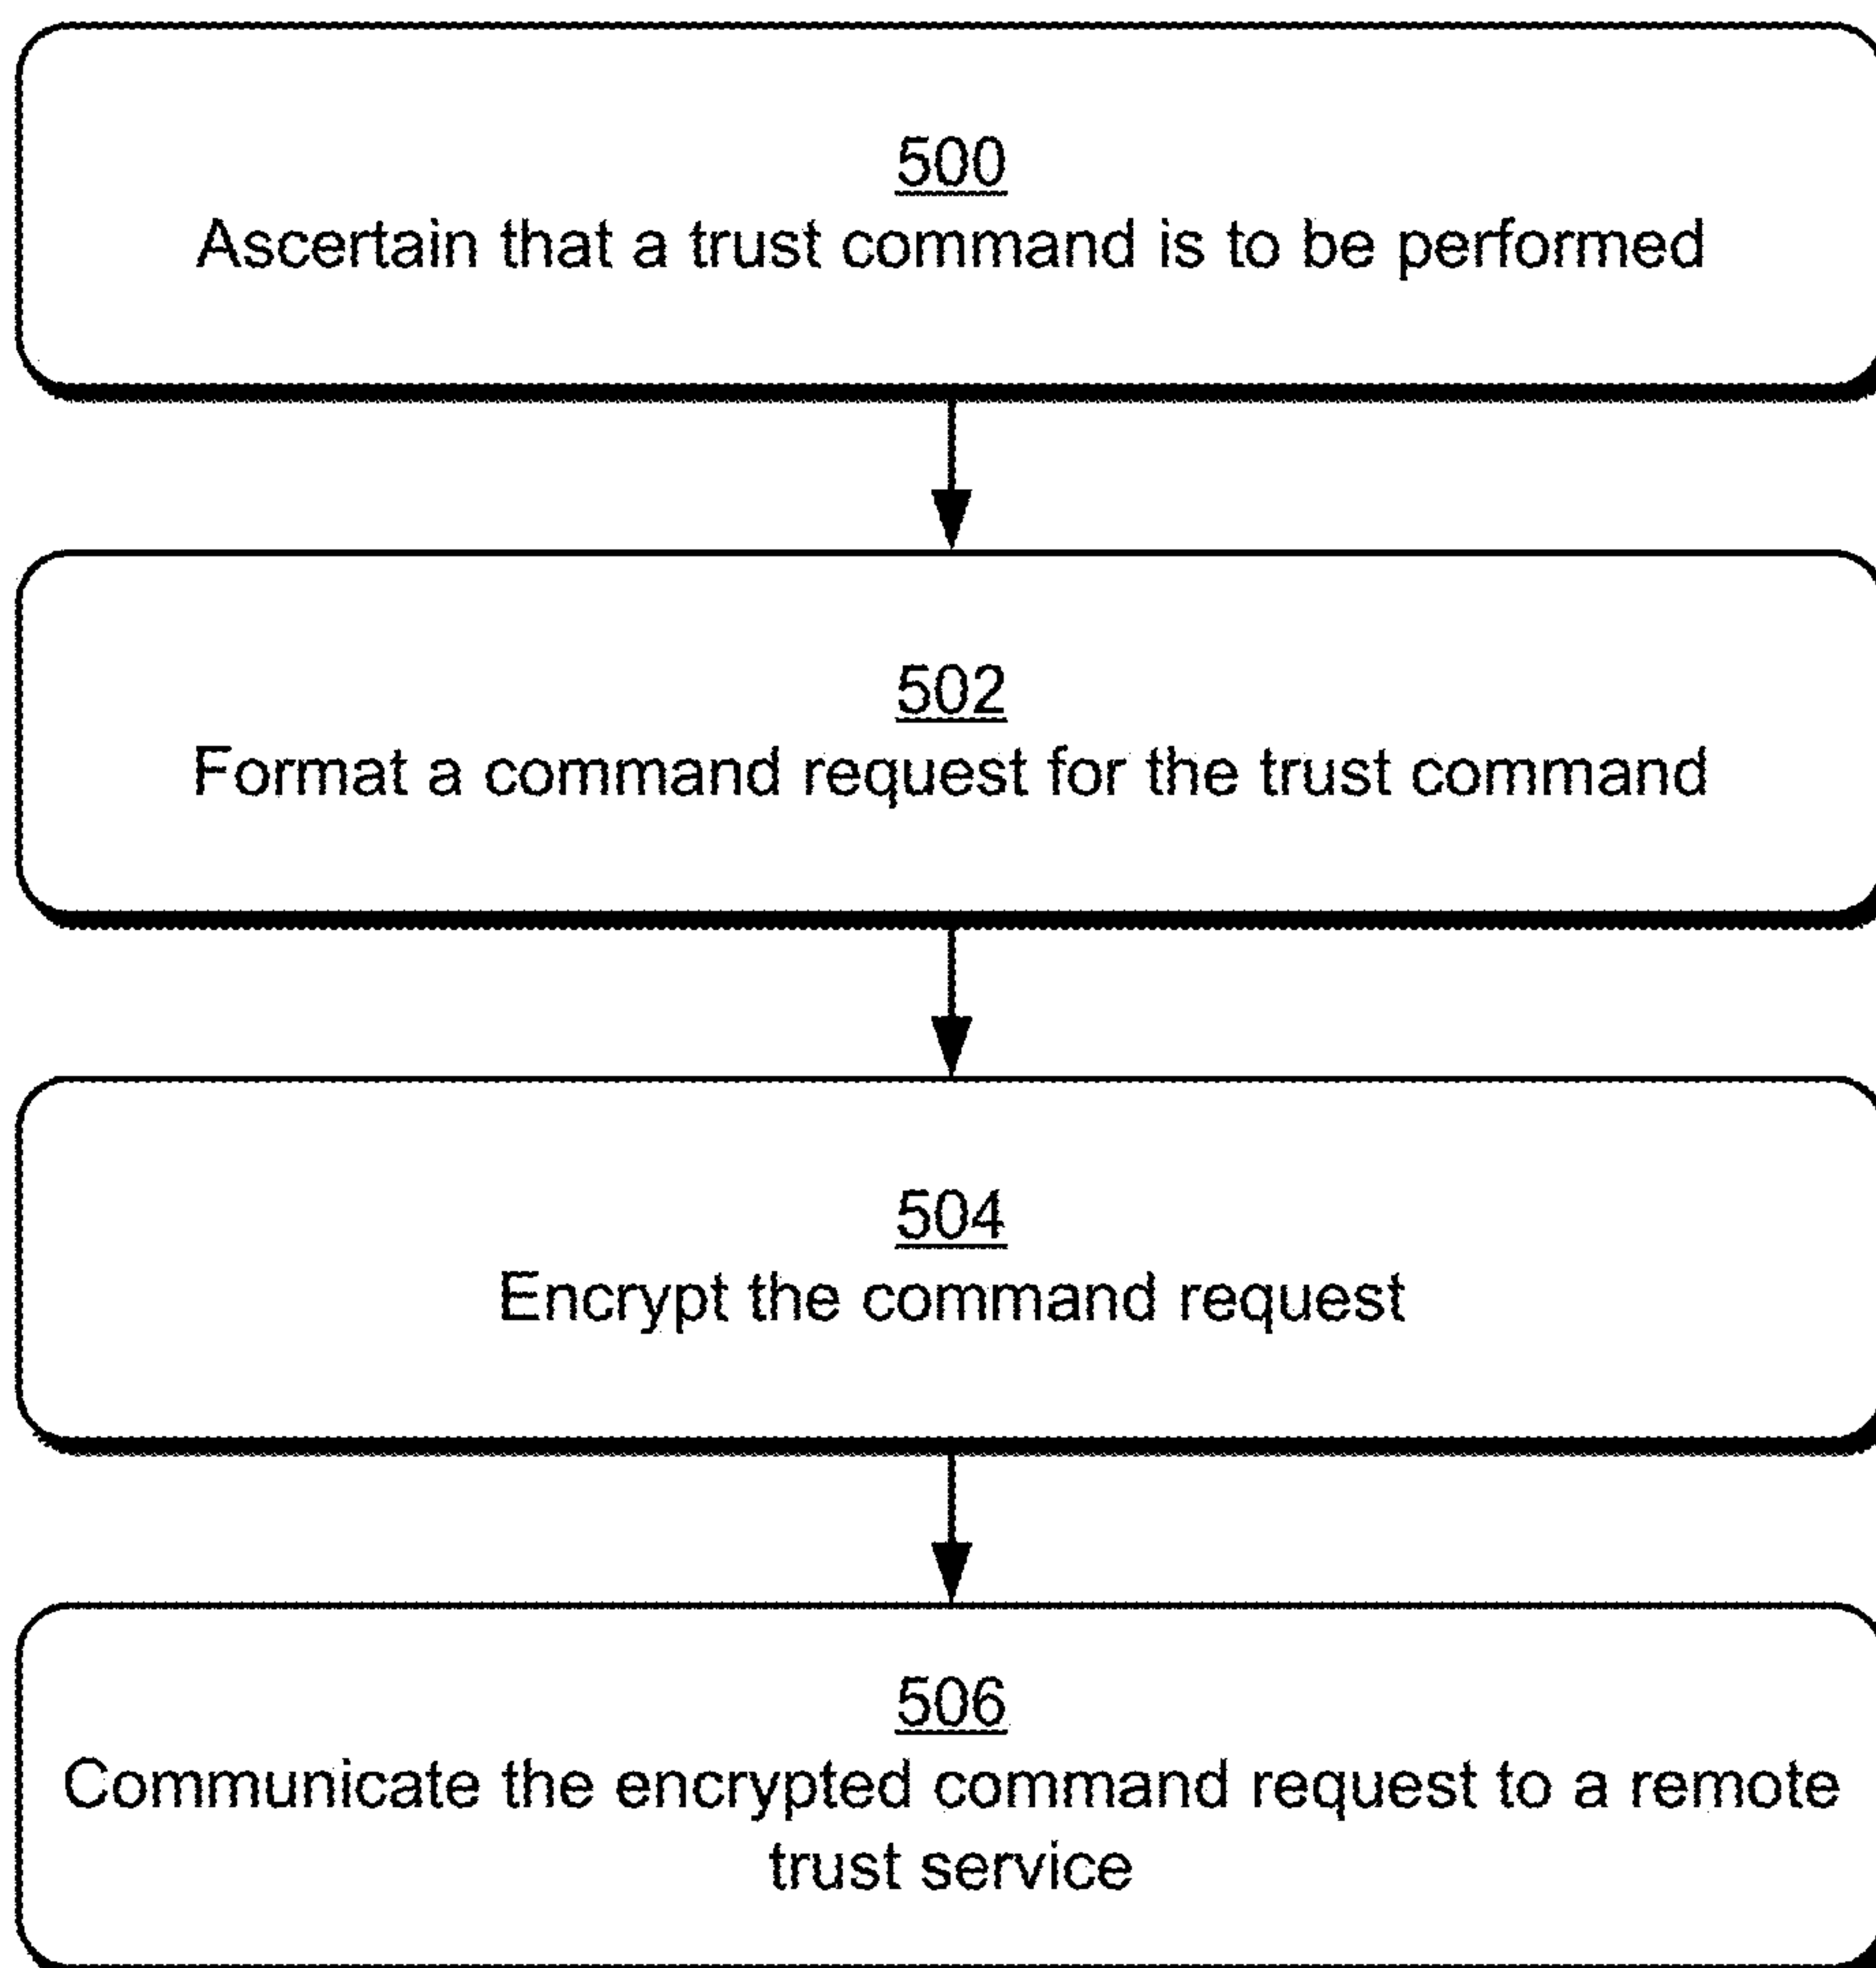 500
Ascertain that a trust command is to be performed
502
Format a command request for the trust command
504
Encrypt the command request
506
Communicate the encrypted command request to a remote
trust service